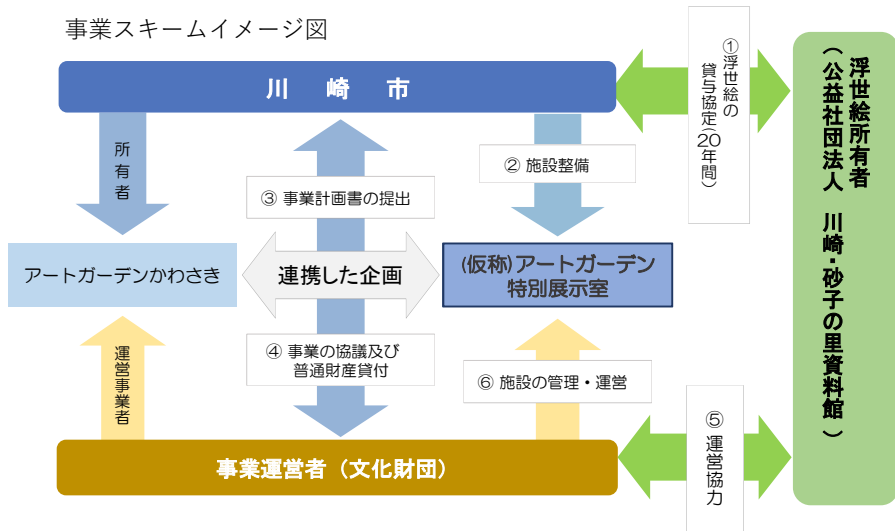 事業スキームイメージ図
川崎市
①浮世絵の
貸与協定(20年間)
浮世絵所有者
（公益社団法人 川崎・砂子の里資料館）
所有者
② 施設整備
③ 事業計画書の提出
アートガーデンかわさき
連携した企画
(仮称)アートガーデン
特別展示室
④ 事業の協議及び
普通財産貸付
運営事業者
⑥ 施設の管理・運営
⑤ 運営協力
事業運営者（文化財団）